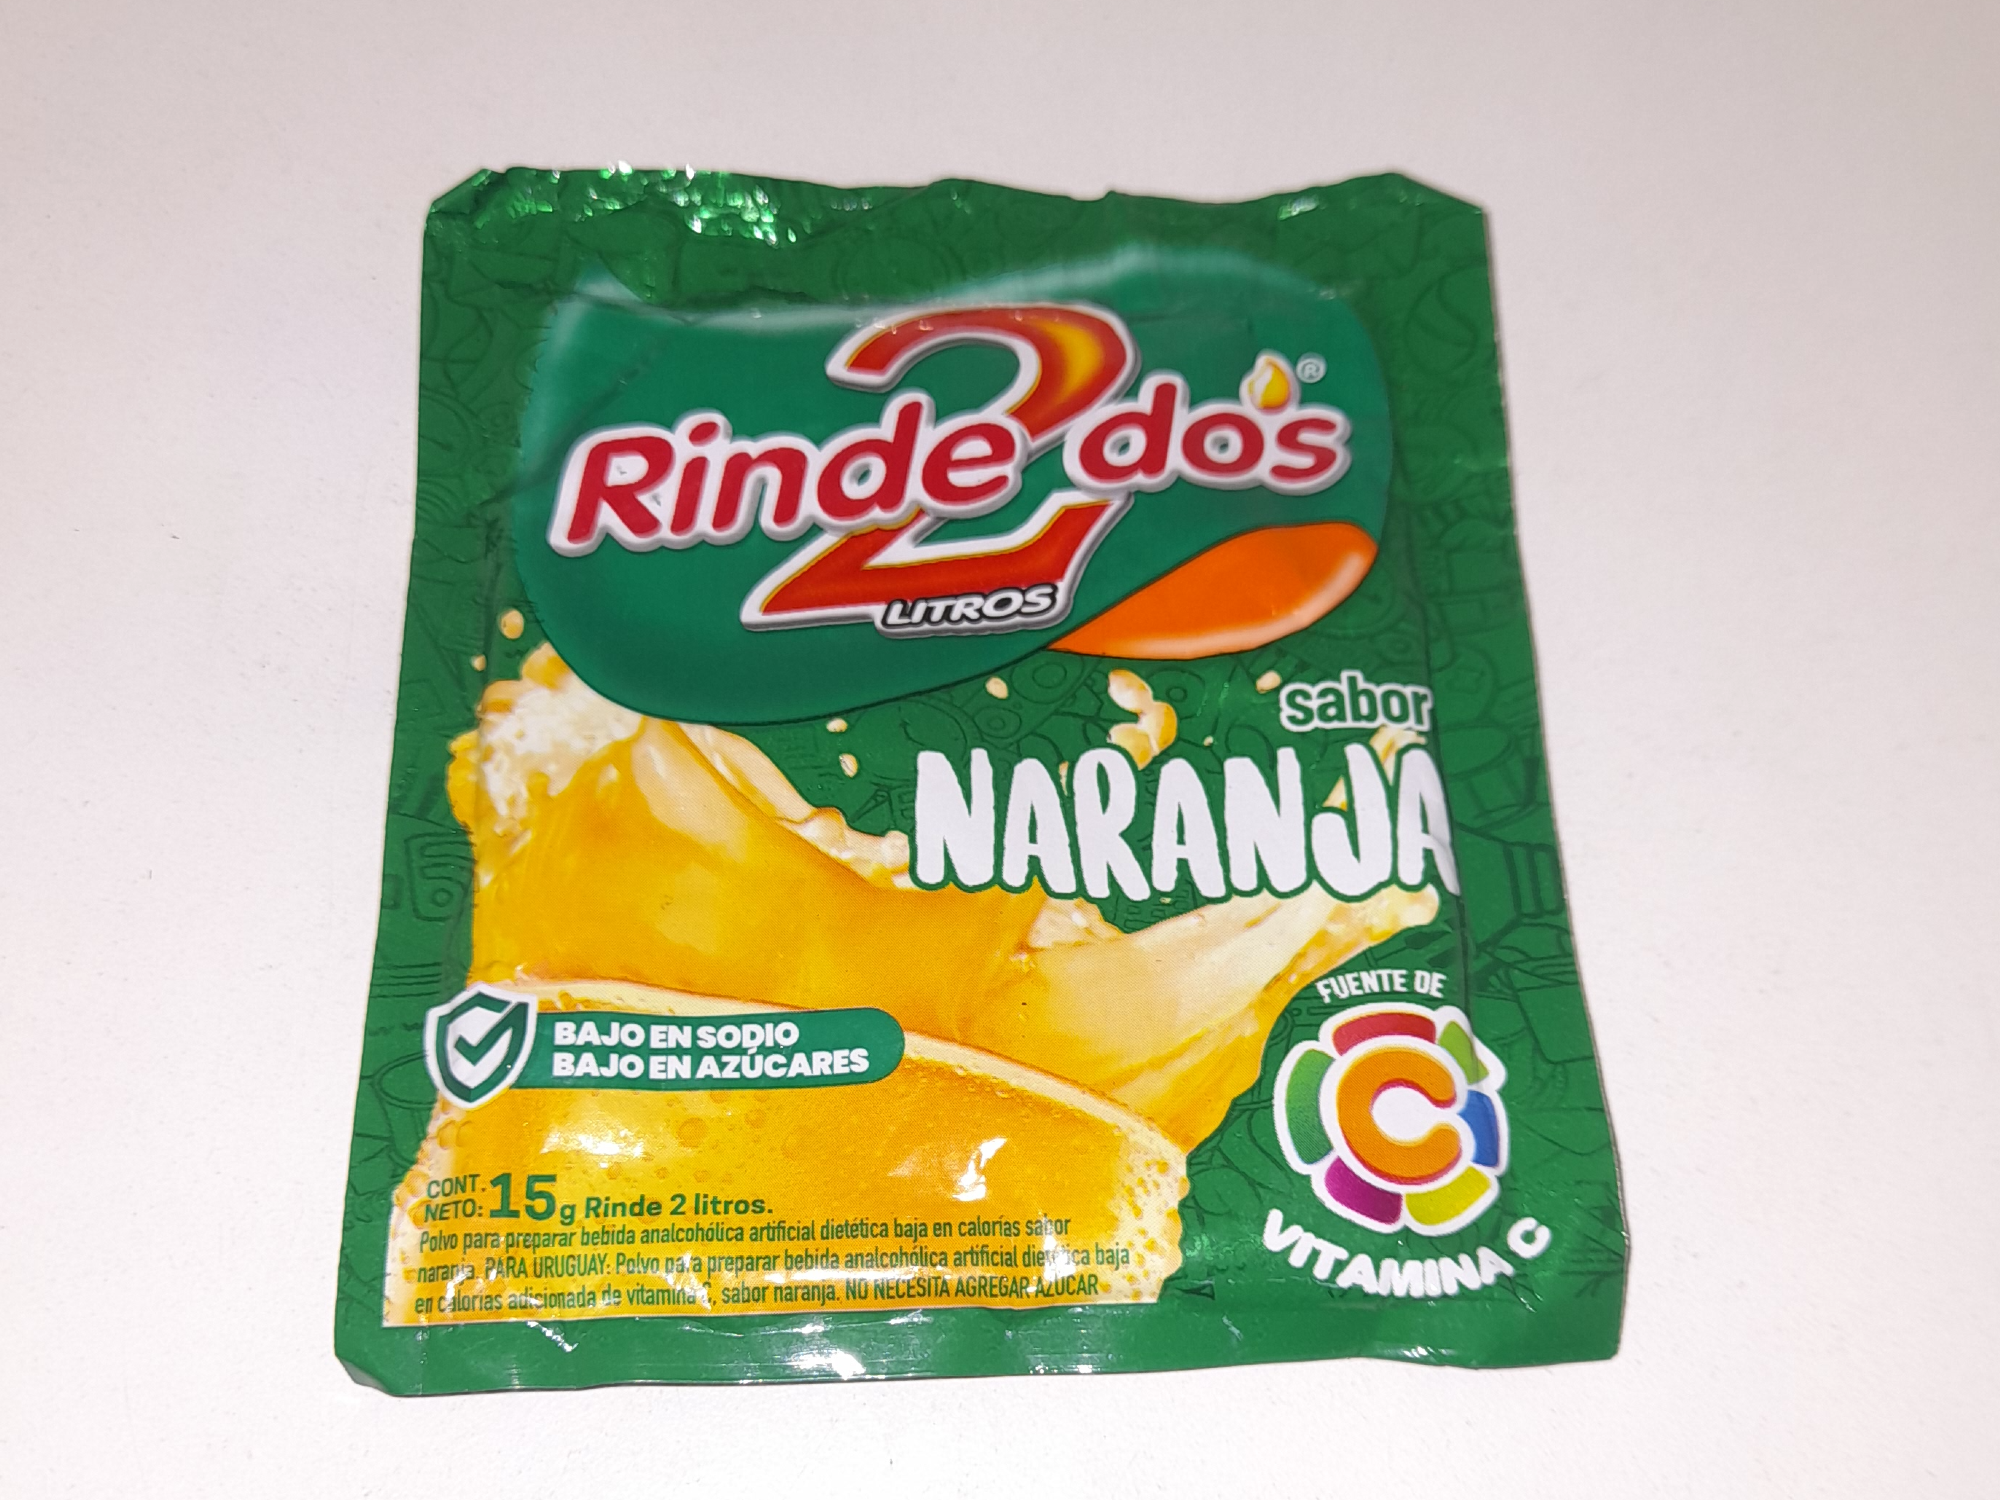 Rinde 2 do's ®
LITROS
sabor
NARANJA
FUENTE DE
C
VITAMINA C
BAJO EN SODIO
BAJO EN AZÚCARES
CONT.
NETO: 15g Rinde 2 litros.
Polvo para preparar bebida analcohólica artificial dietética baja en calorías sabor
naranja. PARA URUGUAY: Polvo para preparar bebida analcohólica artificial dietética baja
en calorías adicionada de vitamina C, sabor naranja. NO NECESITA AGREGAR AZÚCAR